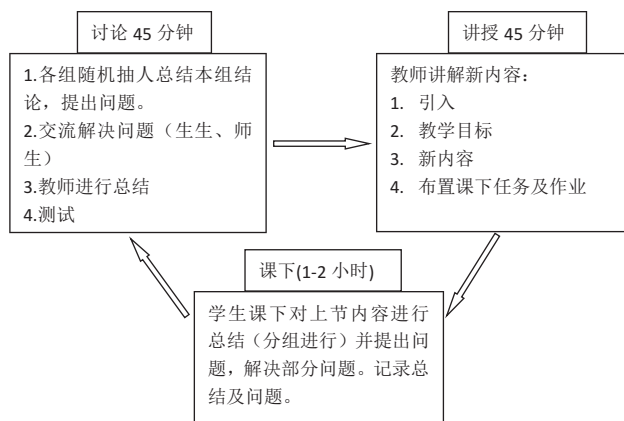 讨论 45 分钟
1.各组随机抽人总结本组结
论，提出问题。
2.交流解决问题（生生、师
生）
3.教师进行总结
4.测试
讲授 45 分钟
教师讲解新内容：
1. 引入
2. 教学目标
3. 新内容
4. 布置课下任务及作业
课下(1-2 小时)
学生课下对上节内容进行
总结（分组进行）并提出问
题，解决部分问题。记录总
结及问题。